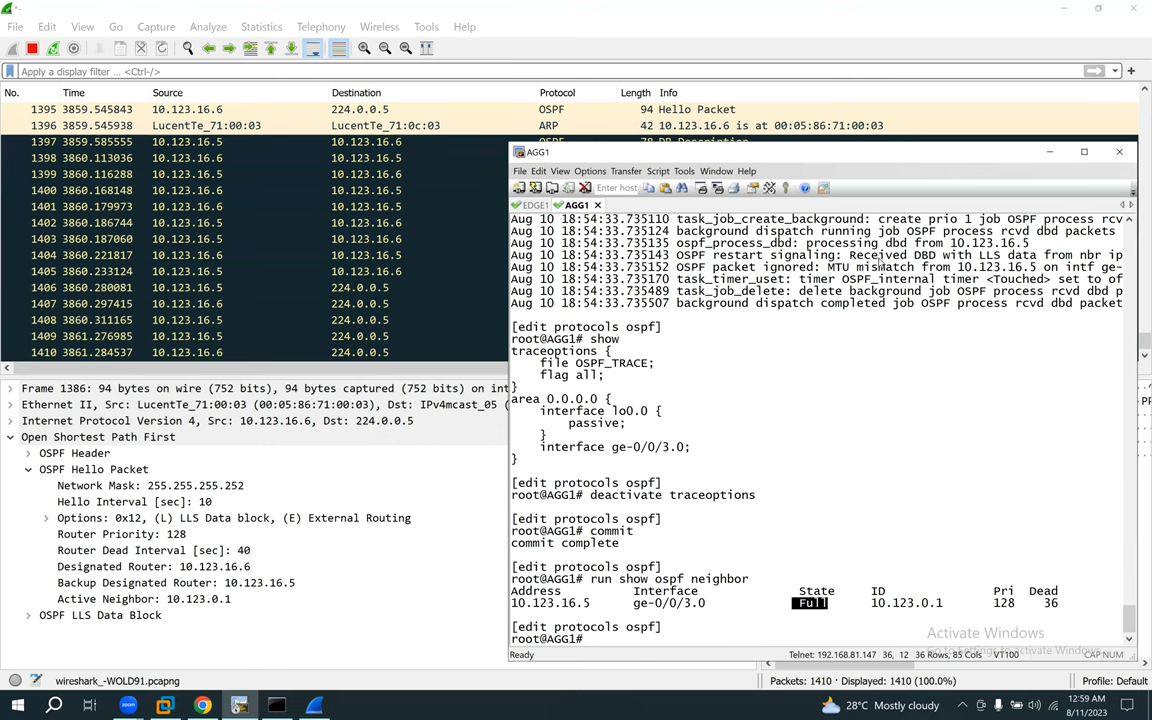 *-
File Edit View Go Capture Analyze Statistics Telephony Wireless Tools Help
Apply a display filter … <Ctrl-/>
No. Time Source Destination Protocol Length Info
1395 3859.545843 10.123.16.6 224.0.0.5 OSPF 94 Hello Packet
1396 3859.545938 LucentTe_71:00:03 LucentTe_71:0c:03 ARP 42 10.123.16.6 is at 00:05:86:71:00:03
1397 3859.585555 10.123.16.5 10.123.16.6 OSPF 78 DB Description
1398 3860.113036 10.123.16.6 10.123.16.5
1399 3860.116288 10.123.16.5 10.123.16.6
1400 3860.168148 10.123.16.6 10.123.16.5
1401 3860.179973 10.123.16.5 10.123.16.6
1402 3860.186744 10.123.16.5 10.123.16.6
1403 3860.187060 10.123.16.6 10.123.16.5
1404 3860.221817 10.123.16.5 10.123.16.6
1405 3860.233124 10.123.16.6 10.123.16.5
1406 3860.280081 10.123.16.5 224.0.0.5
1407 3860.297415 10.123.16.6 224.0.0.5
1408 3860.311165 10.123.16.5 224.0.0.5
1409 3861.276985 10.123.16.5 224.0.0.5
1410 3861.284537 10.123.16.6 224.0.0.5
Frame 1386: 94 bytes on wire (752 bits), 94 bytes captured (752 bits) on int
Ethernet II, Src: LucentTe_71:00:03 (00:05:86:71:00:03), Dst: IPv4mcast_05 (
Internet Protocol Version 4, Src: 10.123.16.6, Dst: 224.0.0.5
Open Shortest Path First
OSPF Header
OSPF Hello Packet
Network Mask: 255.255.255.252
Hello Interval [sec]: 10
Options: 0x12, (L) LLS Data block, (E) External Routing
Router Priority: 128
Router Dead Interval [sec]: 40
Designated Router: 10.123.16.6
Backup Designated Router: 10.123.16.5
Active Neighbor: 10.123.0.1
OSPF LLS Data Block
AGG1
File Edit View Options Transfer Script Tools Window Help
Enter host
EDGE1 AGG1
Aug 10 18:54:33.735110 task_job_create_background: create prio 1 job OSPF process rcv
Aug 10 18:54:33.735124 background dispatch running job OSPF process rcvd dbd packets
Aug 10 18:54:33.735135 ospf_process_dbd: processing dbd from 10.123.16.5
Aug 10 18:54:33.735143 OSPF restart signaling: Received DBD with LLS data from nbr ip
Aug 10 18:54:33.735152 OSPF packet ignored: MTU mismatch from 10.123.16.5 on intf ge-
Aug 10 18:54:33.735170 task_timer_uset: timer OSPF_internal timer <Touched> set to of
Aug 10 18:54:33.735489 task_job_delete: delete background job OSPF process rcvd dbd p
Aug 10 18:54:33.735507 background dispatch completed job OSPF process rcvd dbd packet
[edit protocols ospf]
root@AGG1# show
traceoptions {
file OSPF_TRACE;
flag all;
}
area 0.0.0.0 {
interface lo0.0 {
passive;
}
interface ge-0/0/3.0;
}
[edit protocols ospf]
root@AGG1# deactivate traceoptions
[edit protocols ospf]
root@AGG1# commit
commit complete
[edit protocols ospf]
root@AGG1# run show ospf neighbor
Address Interface State ID Pri Dead
10.123.16.5 ge-0/0/3.0 Full 10.123.0.1 128 36
[edit protocols ospf]
root@AGG1#
Activate Windows
Go to Settings to activate Windows.
Ready Telnet: 192.168.81.147 36, 12 36 Rows, 85 Cols VT100 CAP NUM
wireshark_-WOLD91.pcapng Packets: 1410 · Displayed: 1410 (100.0%) Profile: Default
zoom
28°C Mostly cloudy
12:59 AM
8/11/2023